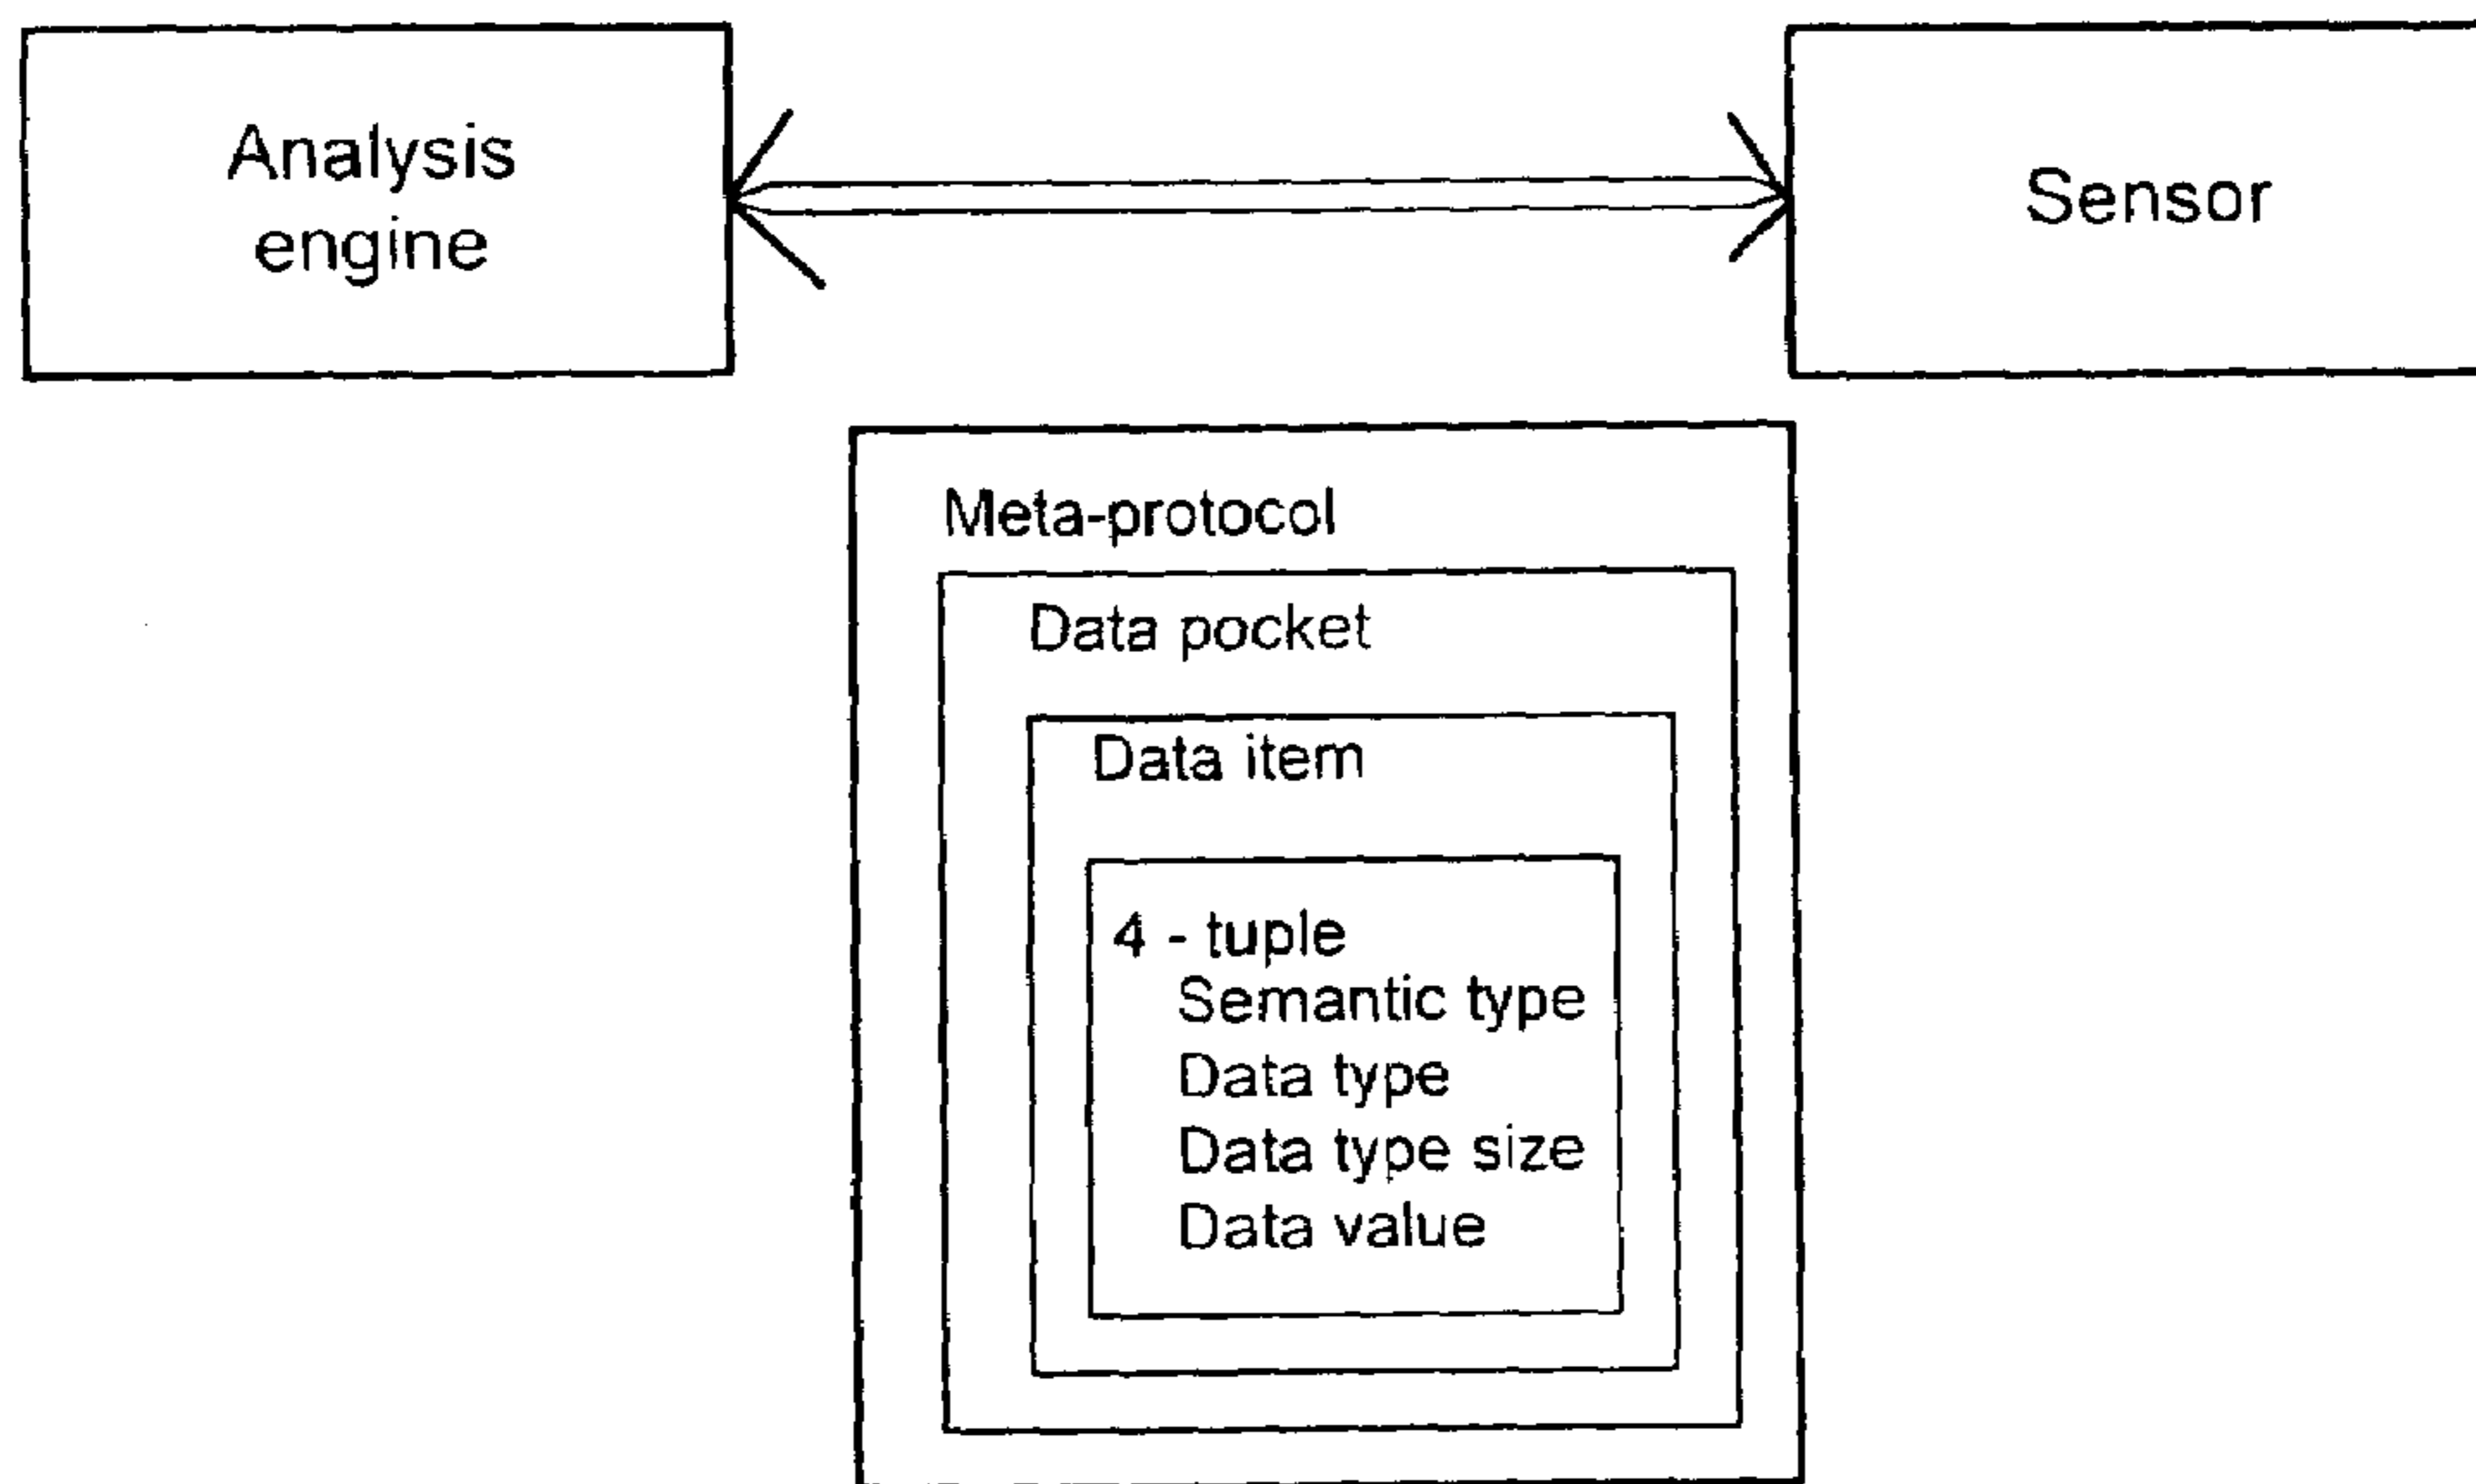 Analysis
engine
Sensor
Meta-protocol
Data pocket
Data item
4 - tuple
Semantic type
Data type
Data type size
Data value